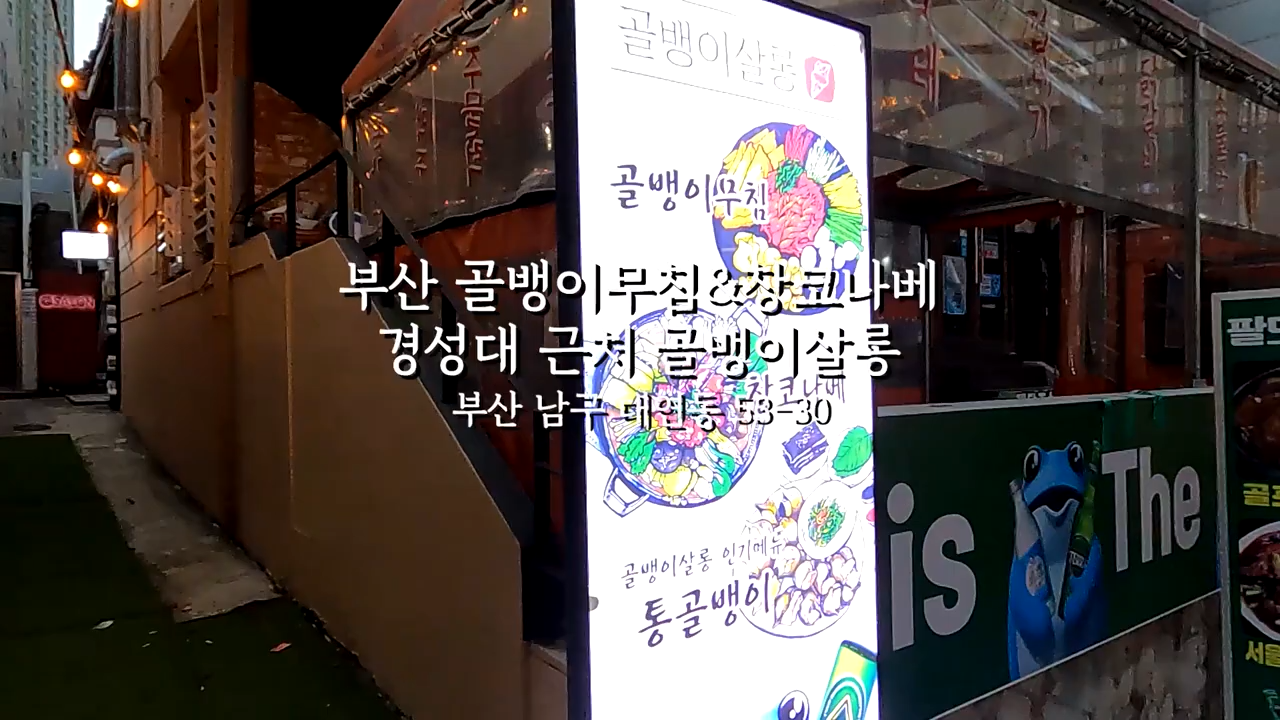 골뱅이살롱
골뱅이무침
부산 골뱅이무침&창코나베
경성대 근처 골뱅이살롱
부산 남구 대연동 53-30
창코나베
골뱅이살롱 인기메뉴
통골뱅이
SALON
is The
서울